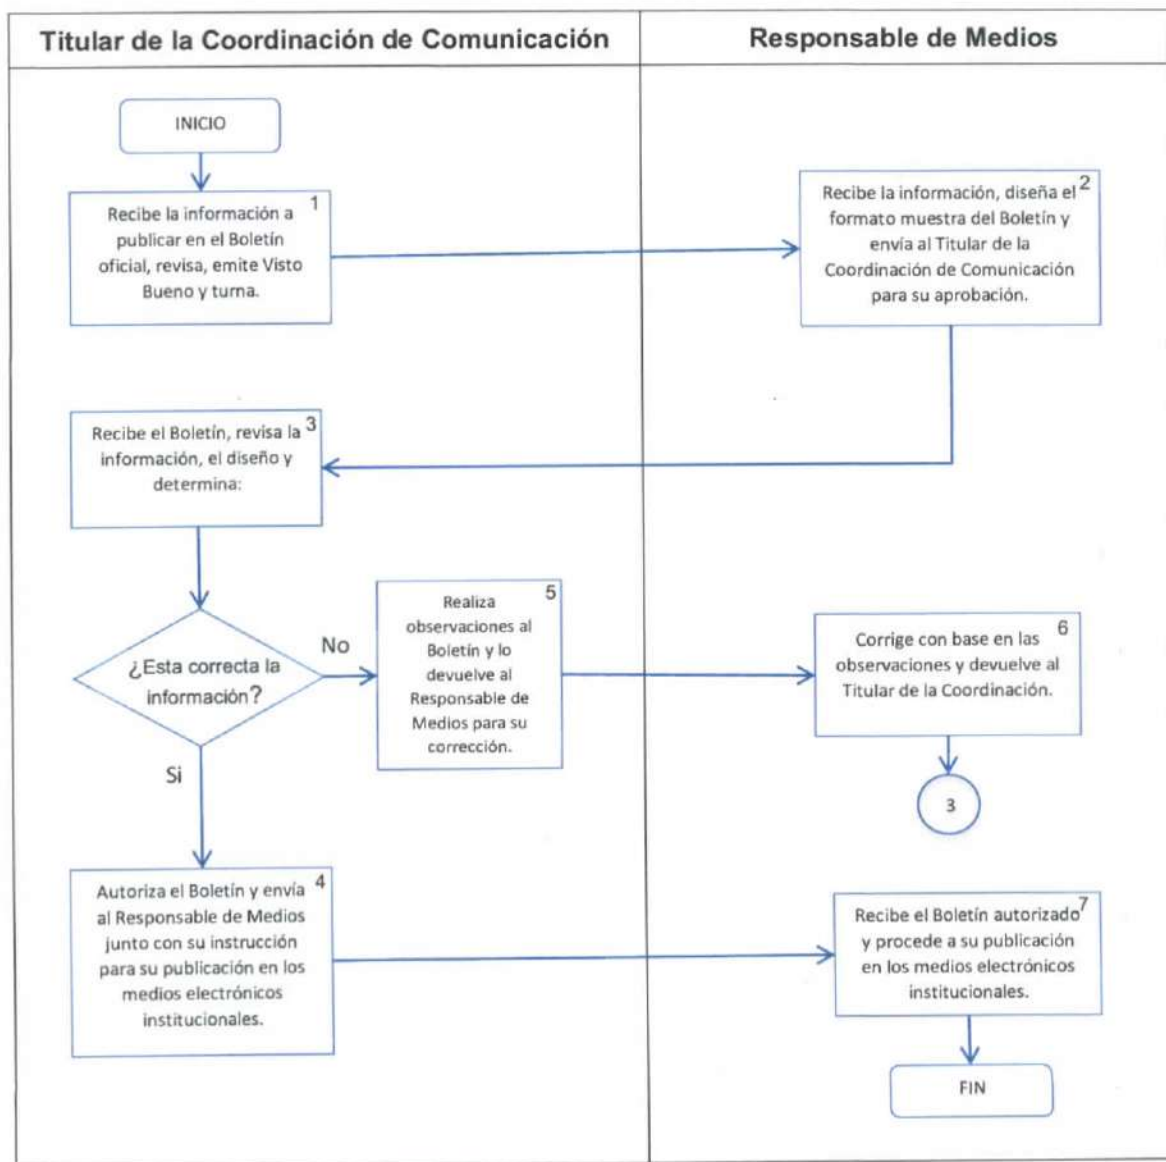 Titular de la Coordinación de Comunicación
Responsable de Medios
INICIO
1
Recibe la información a
publicar en el Boletín
oficial, revisa, emite Visto
Bueno y turna.
2
Recibe la información, diseña el
formato muestra del Boletín y
envía al Titular de la
Coordinación de Comunicación
para su aprobación.
3
Recibe el Boletín, revisa la
información, el diseño y
determina:
¿Esta correcta la
información?
No
Si
5
Realiza
observaciones al
Boletín y lo
devuelve al
Responsable de
Medios para su
corrección.
6
Corrige con base en las
observaciones y devuelve al
Titular de la Coordinación.
3
4
Autoriza el Boletín y envía
al Responsable de Medios
junto con su instrucción
para su publicación en los
medios electrónicos
institucionales.
7
Recibe el Boletín autorizado
y procede a su publicación
en los medios electrónicos
institucionales.
FIN